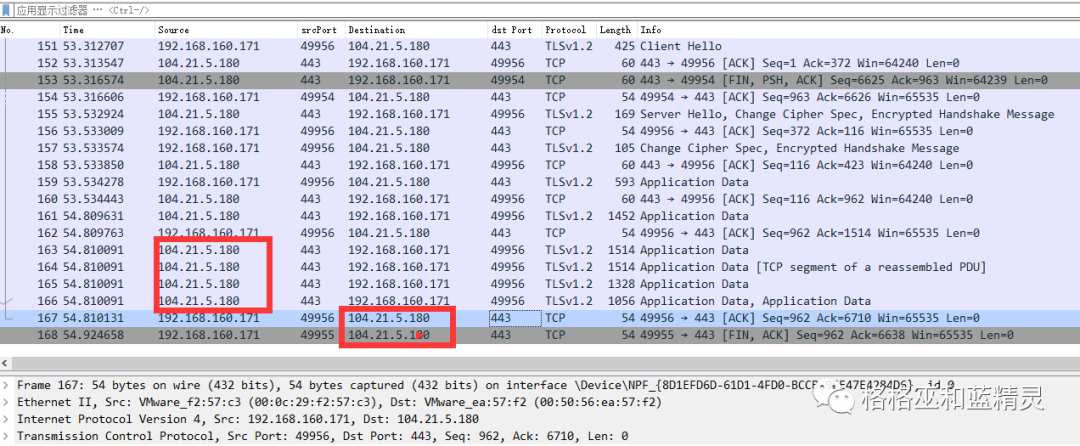 应用显示过滤器 … <Ctrl-/>
No. Time Source srcPort Destination dst Port Protocol Length Info
151 53.312707 192.168.160.171 49956 104.21.5.180 443 TLSv1.2 425 Client Hello
152 53.313547 104.21.5.180 443 192.168.160.171 49956 TCP 60 443 → 49956 [ACK] Seq=1 Ack=372 Win=64240 Len=0
153 53.316574 104.21.5.180 443 192.168.160.171 49954 TCP 60 443 → 49954 [FIN, PSH, ACK] Seq=6625 Ack=963 Win=64239 Len=0
154 53.316606 192.168.160.171 49954 104.21.5.180 443 TCP 54 49954 → 443 [ACK] Seq=963 Ack=6626 Win=65535 Len=0
155 53.532924 104.21.5.180 443 192.168.160.171 49956 TLSv1.2 169 Server Hello, Change Cipher Spec, Encrypted Handshake Message
156 53.533009 192.168.160.171 49956 104.21.5.180 443 TCP 54 49956 → 443 [ACK] Seq=372 Ack=116 Win=65535 Len=0
157 53.533574 192.168.160.171 49956 104.21.5.180 443 TLSv1.2 105 Change Cipher Spec, Encrypted Handshake Message
158 53.533850 104.21.5.180 443 192.168.160.171 49956 TCP 60 443 → 49956 [ACK] Seq=116 Ack=423 Win=64240 Len=0
159 53.534278 192.168.160.171 49956 104.21.5.180 443 TLSv1.2 593 Application Data
160 53.534443 104.21.5.180 443 192.168.160.171 49956 TCP 60 443 → 49956 [ACK] Seq=116 Ack=962 Win=64240 Len=0
161 54.809631 104.21.5.180 443 192.168.160.171 49956 TLSv1.2 1452 Application Data
162 54.809763 192.168.160.171 49956 104.21.5.180 443 TCP 54 49956 → 443 [ACK] Seq=962 Ack=1514 Win=65535 Len=0
163 54.810091 104.21.5.180 443 192.168.160.171 49956 TLSv1.2 1514 Application Data
164 54.810091 104.21.5.180 443 192.168.160.171 49956 TLSv1.2 1514 Application Data [TCP segment of a reassembled PDU]
165 54.810091 104.21.5.180 443 192.168.160.171 49956 TLSv1.2 1328 Application Data
166 54.810091 104.21.5.180 443 192.168.160.171 49956 TLSv1.2 1056 Application Data, Application Data
167 54.810131 192.168.160.171 49956 104.21.5.180 443 TCP 54 49956 → 443 [ACK] Seq=962 Ack=6710 Win=65535 Len=0
168 54.924658 192.168.160.171 49955 104.21.5.180 443 TCP 54 49955 → 443 [FIN, ACK] Seq=962 Ack=6638 Win=65535 Len=0
Frame 167: 54 bytes on wire (432 bits), 54 bytes captured (432 bits) on interface \Device\NPF_{8D1EFD6D-61D1-4FD0-
Ethernet II, Src: VMware_f2:57:c3 (00:0c:29:f2:57:c3), Dst: VMware_ea:57:f2 (00:50:56:ea:57:f2)
Internet Protocol Version 4, Src: 192.168.160.171, Dst: 104.21.5.180
Transmission Control Protocol, Src Port: 49956, Dst Port: 443, Seq: 962, Ack: 6710, Len: 0
格格巫和蓝精灵